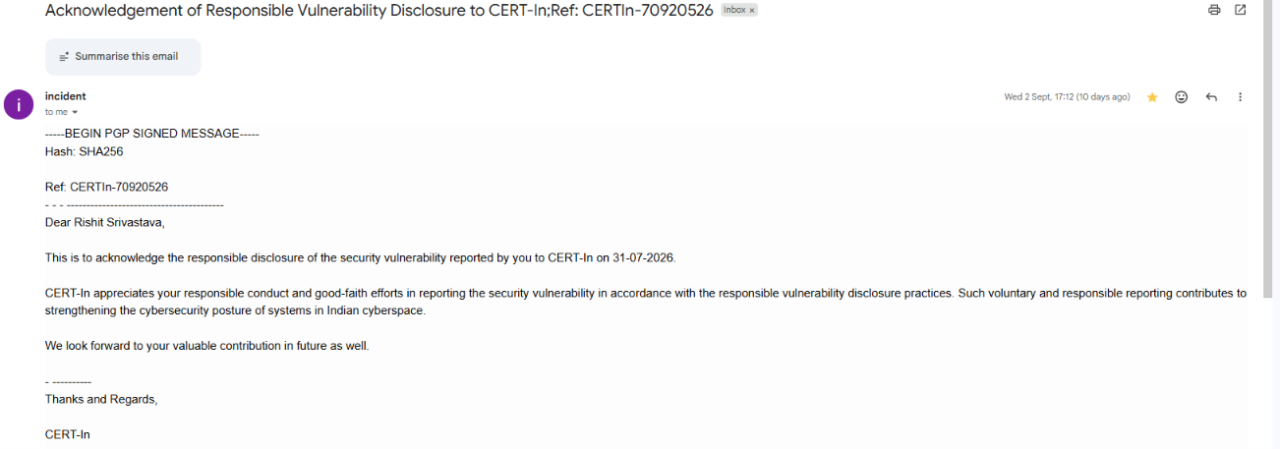 Acknowledgement of Responsible Vulnerability Disclosure to CERT-In;Ref: CERTIn-70920526 Inbox x
Summarise this email
i
incident
Wed 2 Sept, 17:12 (10 days ago)
to me
-----BEGIN PGP SIGNED MESSAGE-----
Hash: SHA256
Ref: CERTIn-70920526
- - - ----------------------------------------
Dear Rishit Srivastava,
This is to acknowledge the responsible disclosure of the security vulnerability reported by you to CERT-In on 31-07-2026.
CERT-In appreciates your responsible conduct and good-faith efforts in reporting the security vulnerability in accordance with the responsible vulnerability disclosure practices. Such voluntary and responsible reporting contributes to
strengthening the cybersecurity posture of systems in Indian cyberspace.
We look forward to your valuable contribution in future as well.
- ----------
Thanks and Regards,
CERT-In